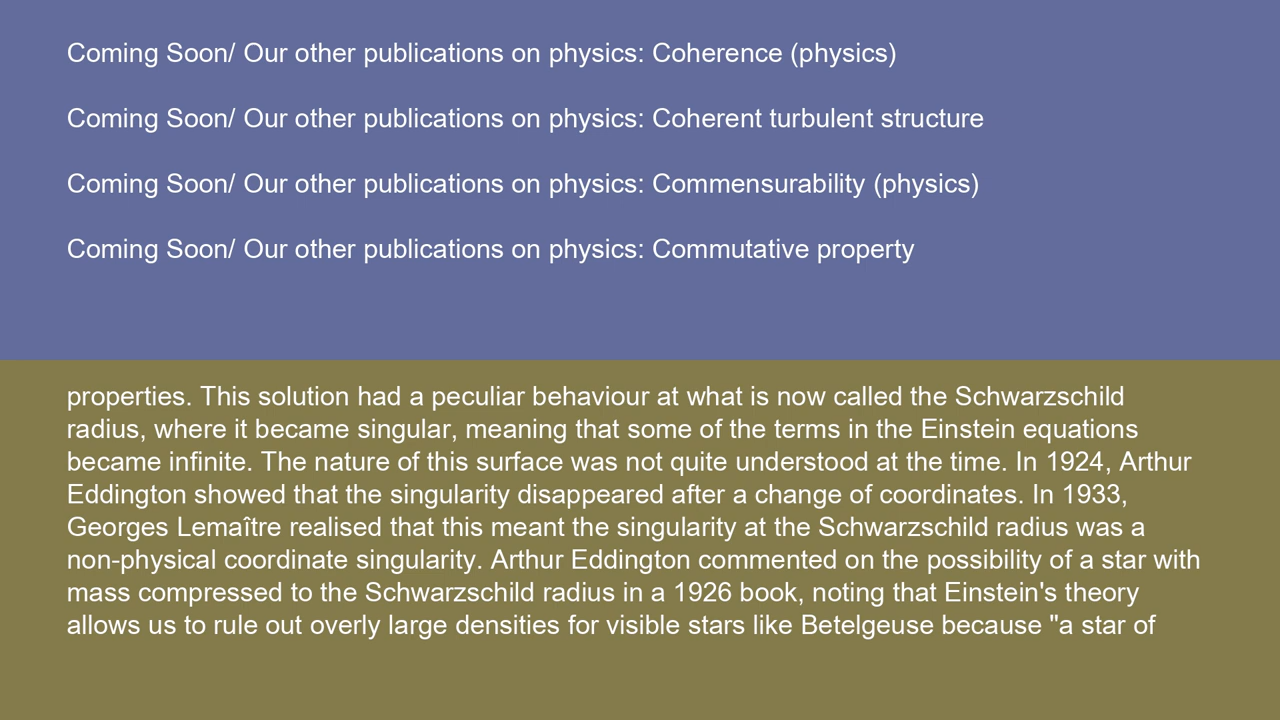 Coming Soon/ Our other publications on physics: Coherence (physics)
Coming Soon/ Our other publications on physics: Coherent turbulent structure
Coming Soon/ Our other publications on physics: Commensurability (physics)
Coming Soon/ Our other publications on physics: Commutative property
properties. This solution had a peculiar behaviour at what is now called the Schwarzschild
radius, where it became singular, meaning that some of the terms in the Einstein equations
became infinite. The nature of this surface was not quite understood at the time. In 1924, Arthur
Eddington showed that the singularity disappeared after a change of coordinates. In 1933,
Georges Lemaître realised that this meant the singularity at the Schwarzschild radius was a
non-physical coordinate singularity. Arthur Eddington commented on the possibility of a star with
mass compressed to the Schwarzschild radius in a 1926 book, noting that Einstein's theory
allows us to rule out overly large densities for visible stars like Betelgeuse because "a star of